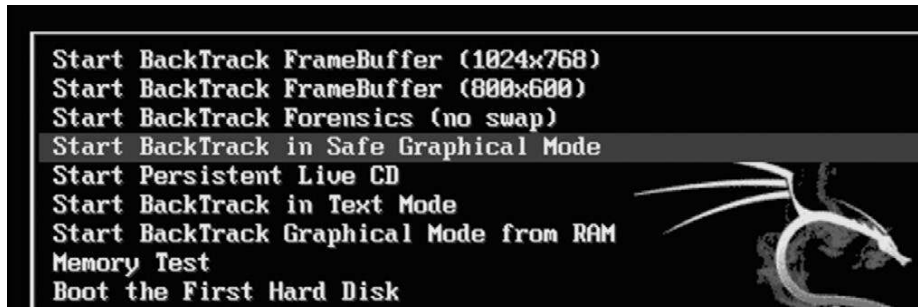 Start BackTrack FrameBuffer (1024x768)
Start BackTrack FrameBuffer (800x600)
Start BackTrack Forensics (no swap)
Start BackTrack in Safe Graphical Mode
Start Persistent Live CD
Start BackTrack in Text Mode
Start BackTrack Graphical Mode from RAM
Memory Test
Boot the First Hard Disk